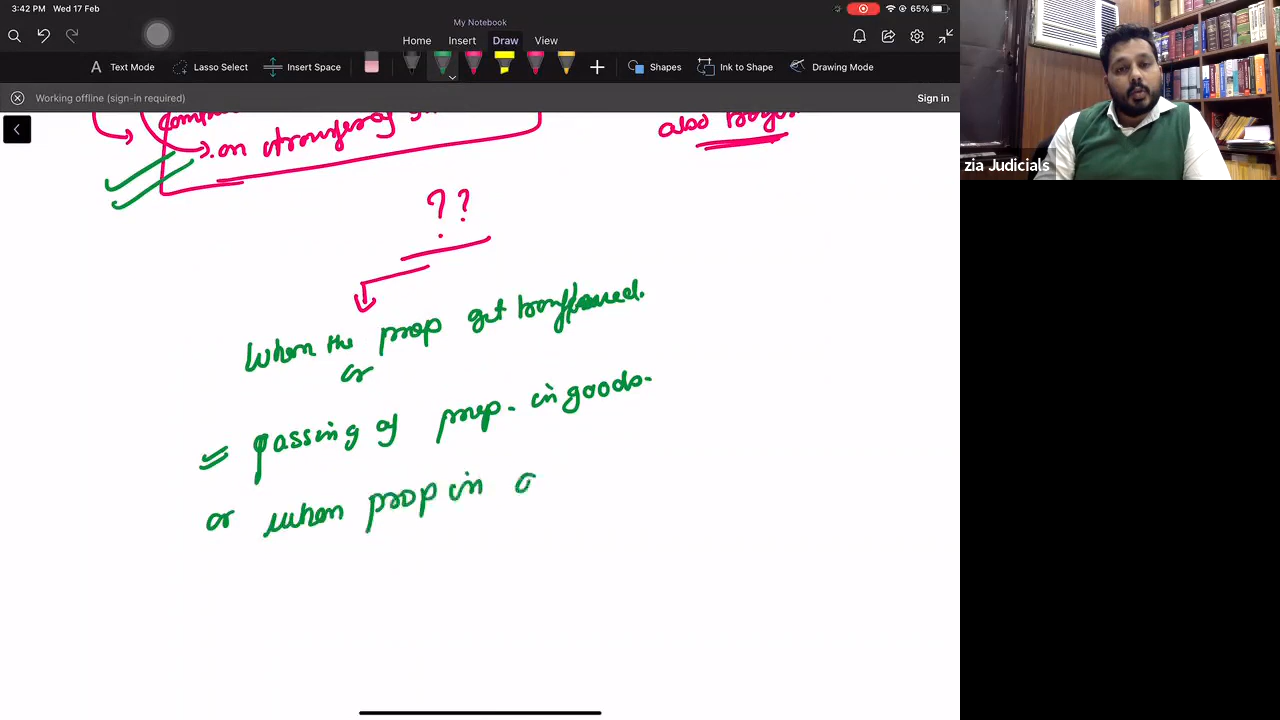 3:42 PM Wed 17 Feb
My Notebook
65%
Home Insert Draw View
Text Mode Lasso Select Insert Space Shapes Ink to Shape Drawing Mode
Working offline (sign-in required) Sign in
on
also
??
When the prop get transferred.
or
passing of prop. in goods.
or when prop in
zia Judicials